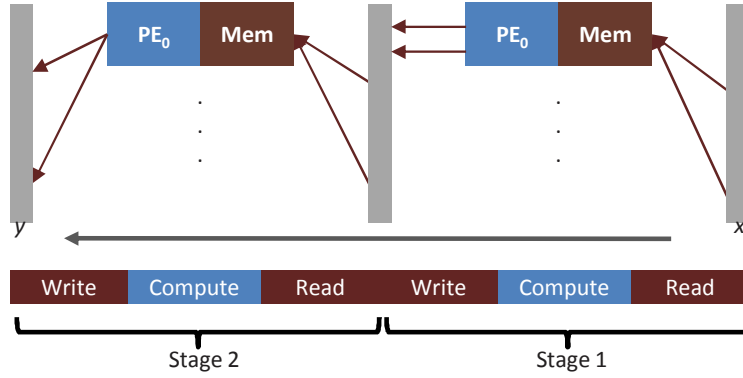 PE₀ Mem PE₀ Mem
y x
Write Compute Read Write Compute Read
Stage 2 Stage 1